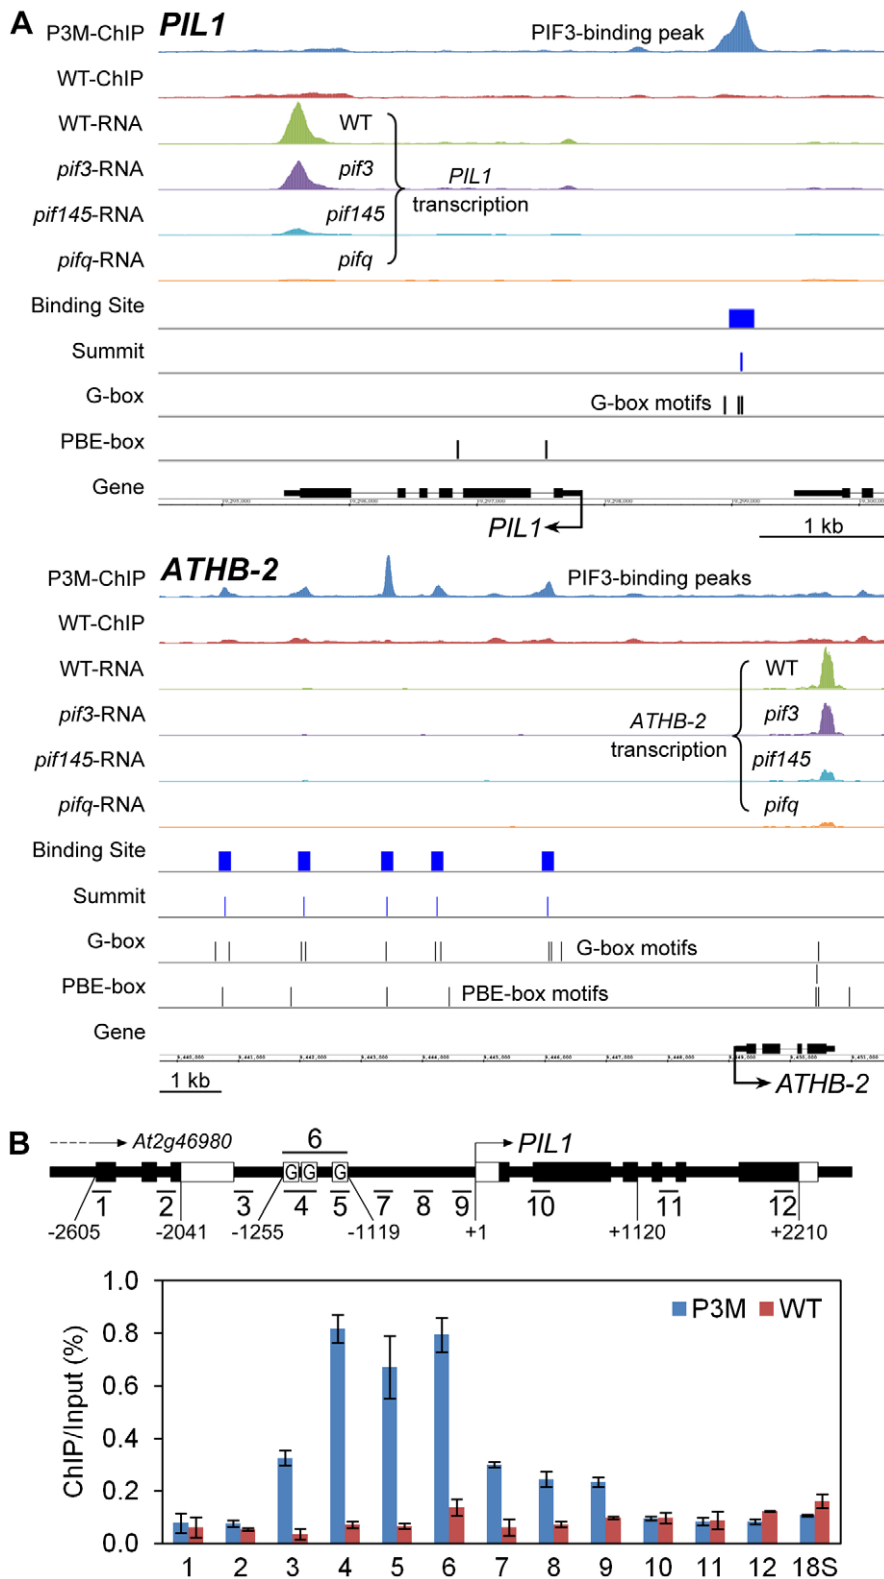 A
PIL1
P3M-ChIP
PIF3-binding peak
WT-ChIP
WT-RNA
WT
pif3-RNA
pif3
PIL1
transcription
pif145-RNA
pif145
pifq-RNA
pifq
Binding Site
Summit
G-box
G-box motifs
PBE-box
Gene
PIL1
1 kb
ATHB-2
P3M-ChIP
PIF3-binding peaks
WT-ChIP
WT-RNA
WT
pif3-RNA
pif3
ATHB-2
transcription
pif145-RNA
pif145
pifq-RNA
pifq
Binding Site
Summit
G-box
G-box motifs
PBE-box
PBE-box motifs
Gene
1 kb
ATHB-2
B
At2g46980
6
PIL1
G G G
1 2 3 4 5 7 8 9 10 11 12
-2605 -2041 -1255 -1119 +1 +1120 +2210
ChIP/Input (%)
1.0
0.8
0.6
0.4
0.2
0.0
P3M WT
1 2 3 4 5 6 7 8 9 10 11 12 18S